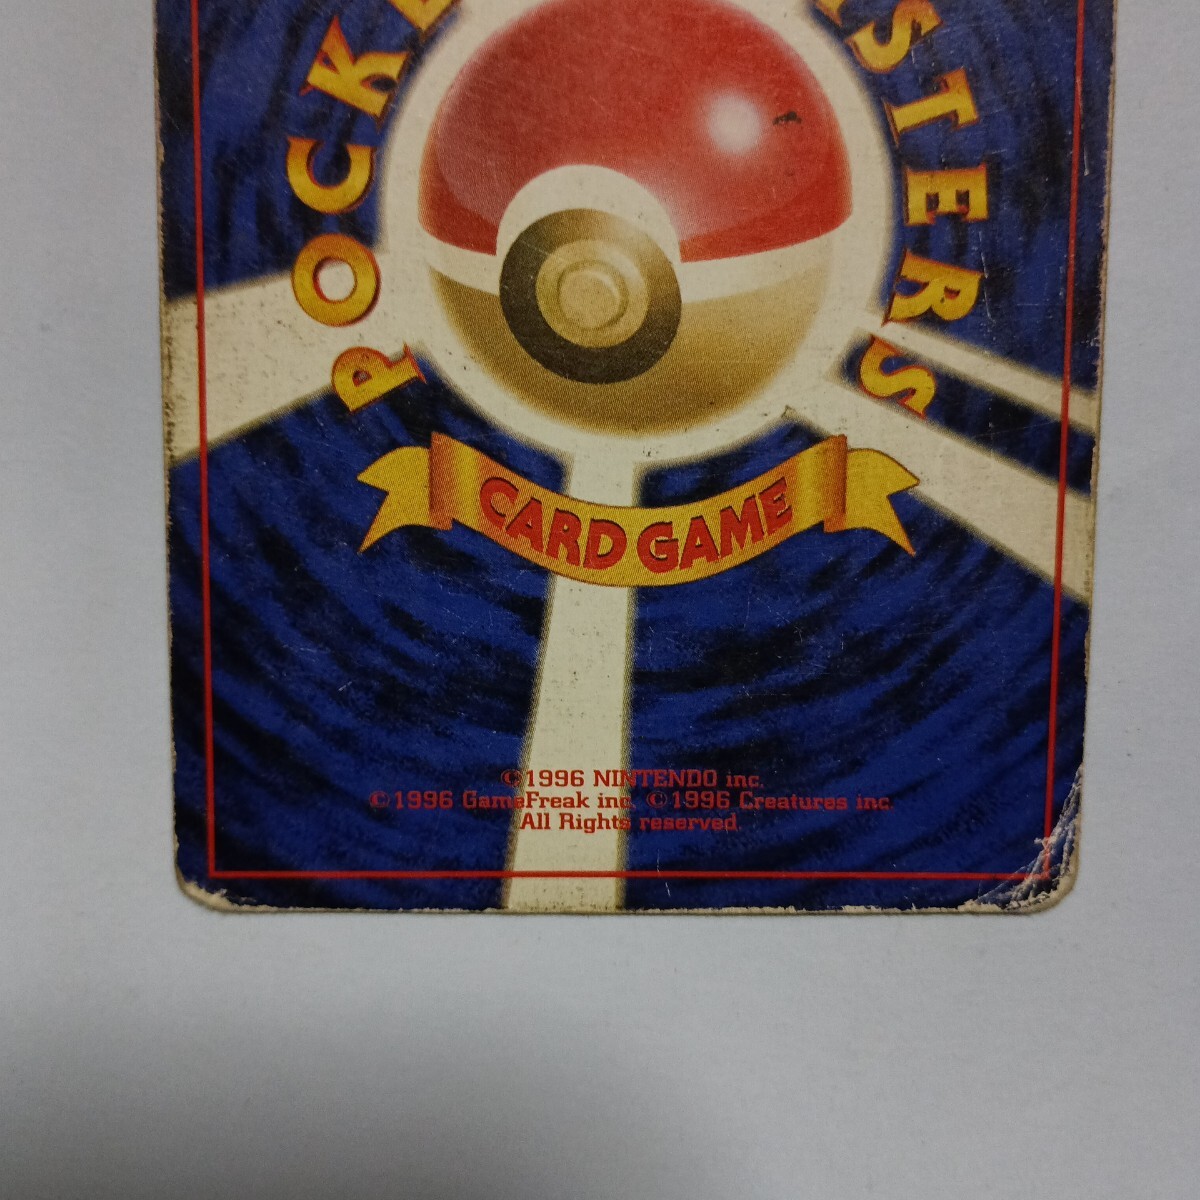 POCKE
STERS
CARD GAME
©1996 NINTENDO inc.
©1996 GameFreak inc. ©1996 Creatures inc.
All Rights reserved.